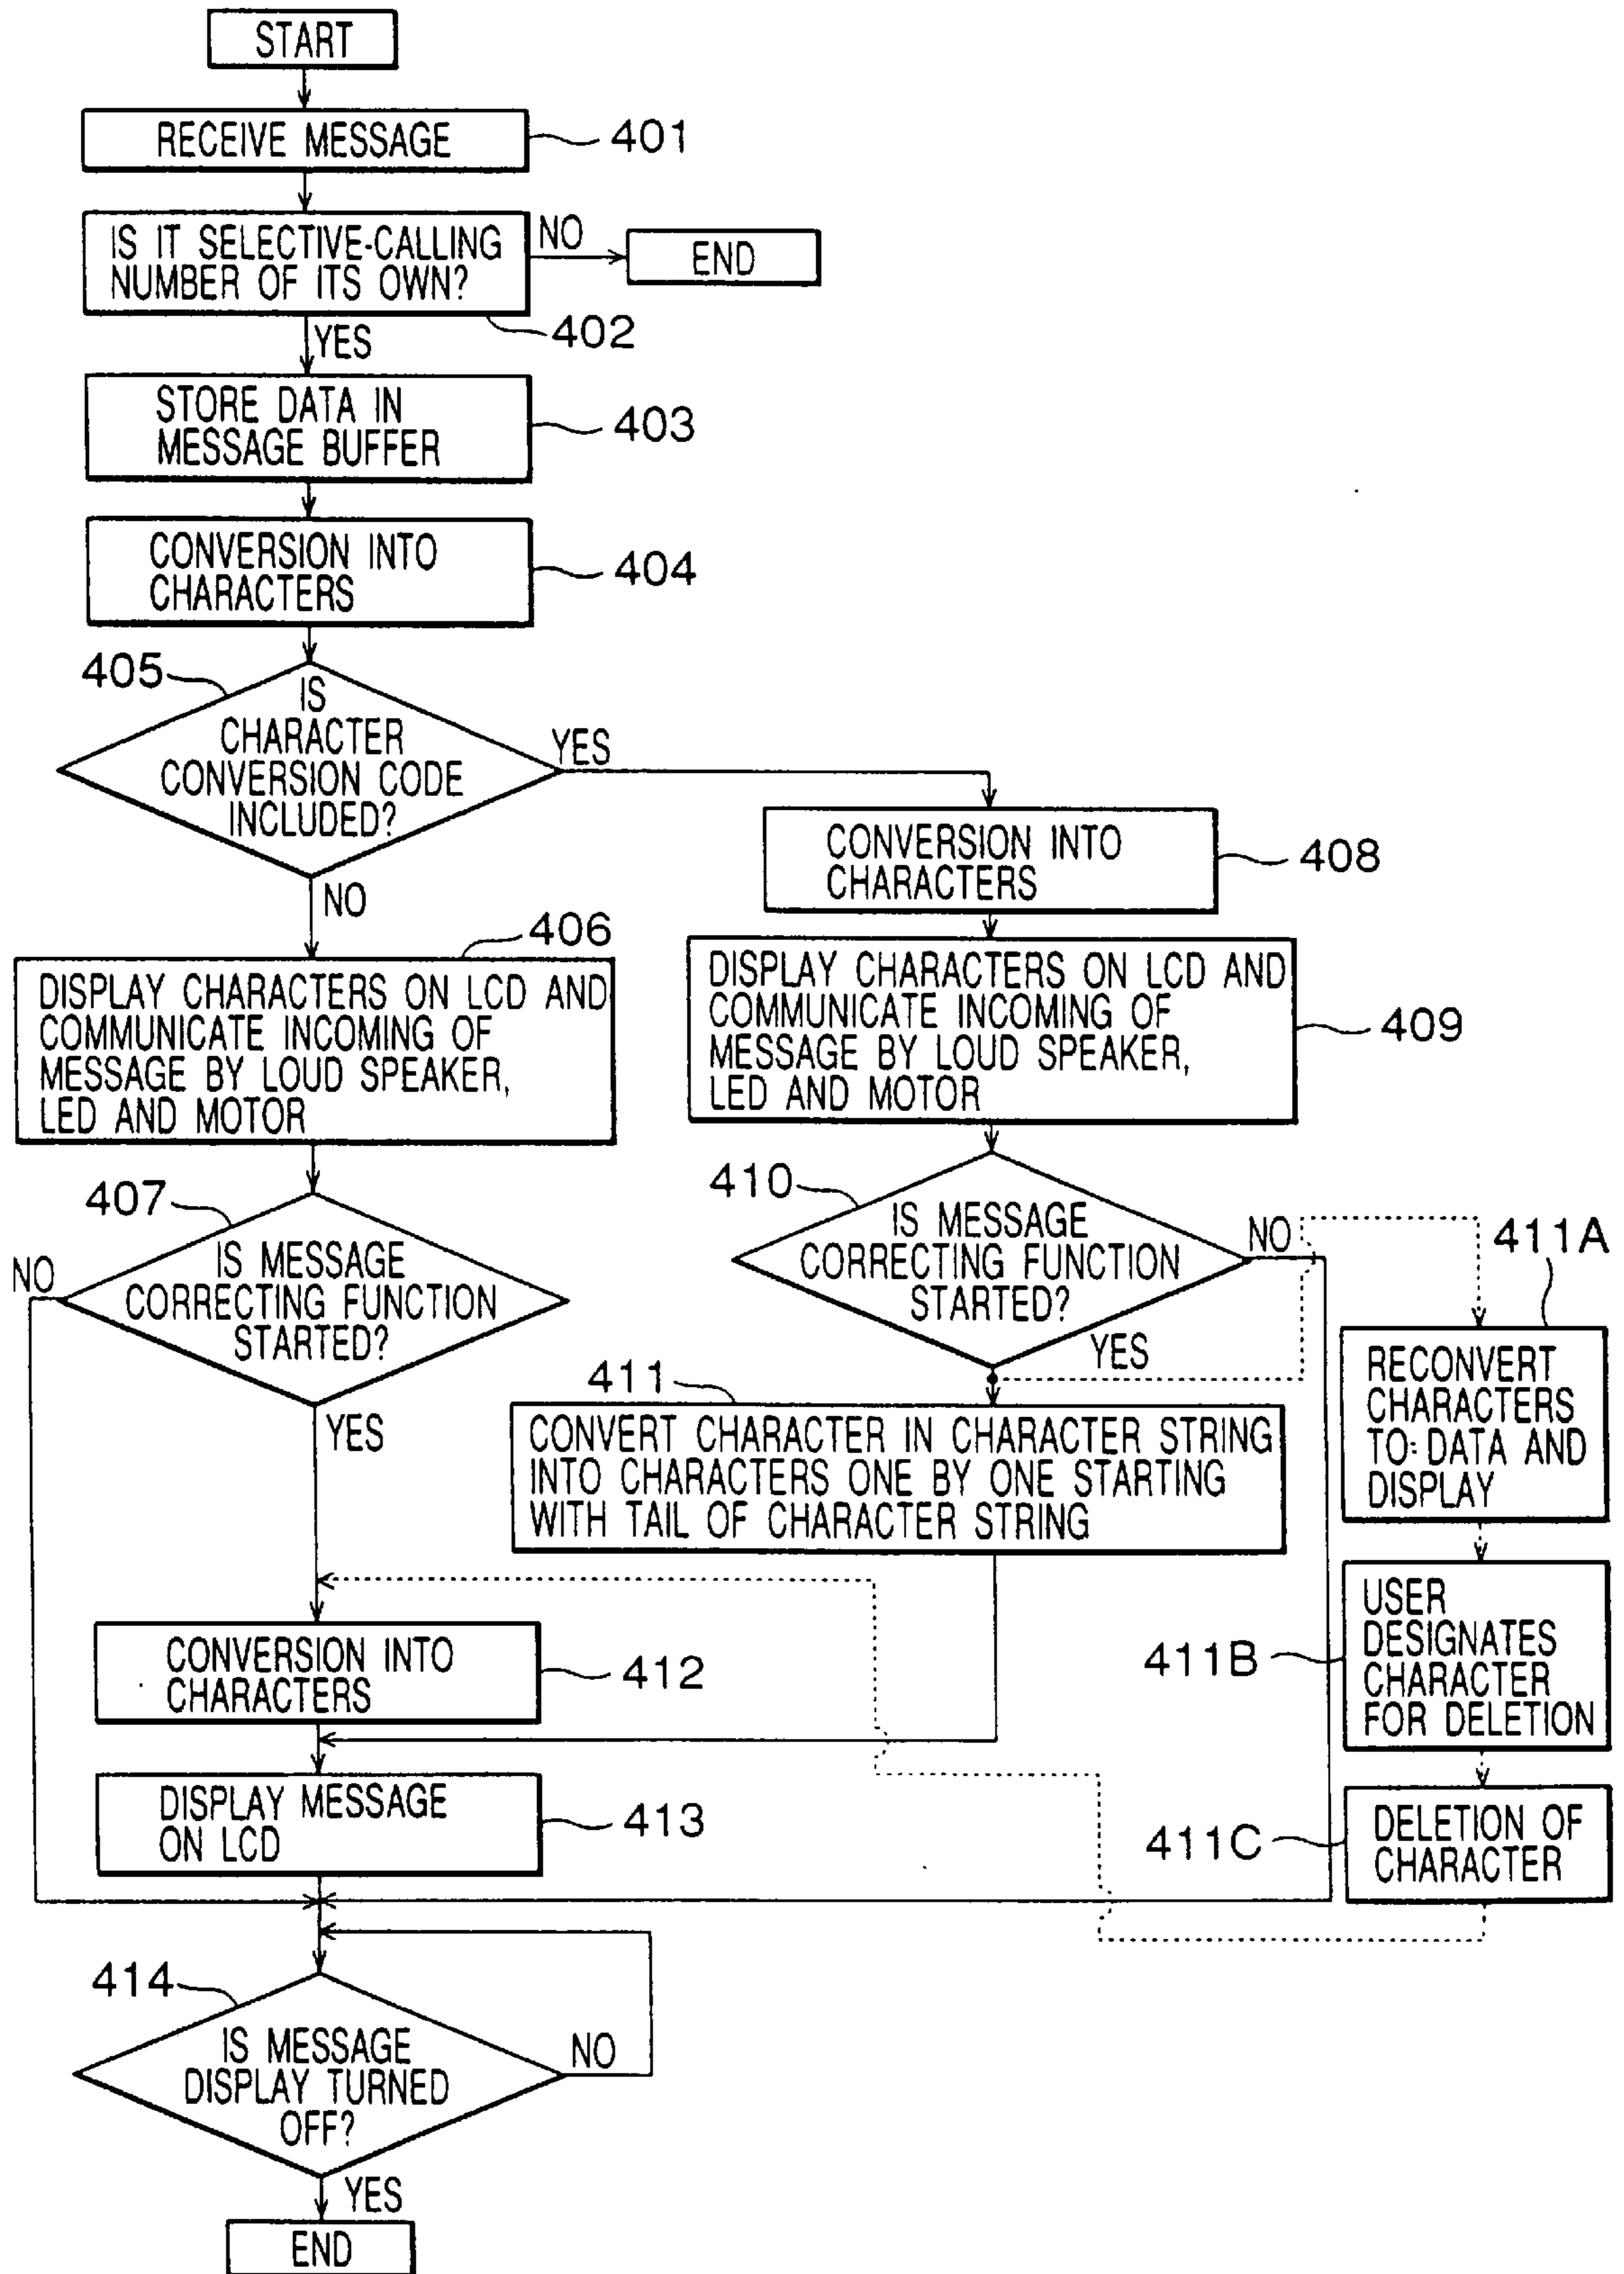 START
RECEIVE MESSAGE
401
IS IT SELECTIVE-CALLING
NUMBER OF ITS OWN?
NO
END
402
YES
STORE DATA IN
MESSAGE BUFFER
403
CONVERSION INTO
CHARACTERS
404
405
IS
CHARACTER
CONVERSION CODE
INCLUDED?
YES
NO
406
DISPLAY CHARACTERS ON LCD AND
COMMUNICATE INCOMING OF
MESSAGE BY LOUD SPEAKER,
LED AND MOTOR
407
IS MESSAGE
CORRECTING FUNCTION
STARTED?
NO
YES
CONVERSION INTO
CHARACTERS
408
DISPLAY CHARACTERS ON LCD AND
COMMUNICATE INCOMING OF
MESSAGE BY LOUD SPEAKER,
LED AND MOTOR
409
410
IS MESSAGE
CORRECTING FUNCTION
STARTED?
NO
YES
411
CONVERT CHARACTER IN CHARACTER STRING
INTO CHARACTERS ONE BY ONE STARTING
WITH TAIL OF CHARACTER STRING
411A
RECONVERT
CHARACTERS
TO: DATA AND
DISPLAY
411B
USER
DESIGNATES
CHARACTER
FOR DELETION
411C
DELETION OF
CHARACTER
CONVERSION INTO
CHARACTERS
412
DISPLAY MESSAGE
ON LCD
413
414
IS MESSAGE
DISPLAY TURNED
OFF?
NO
YES
END